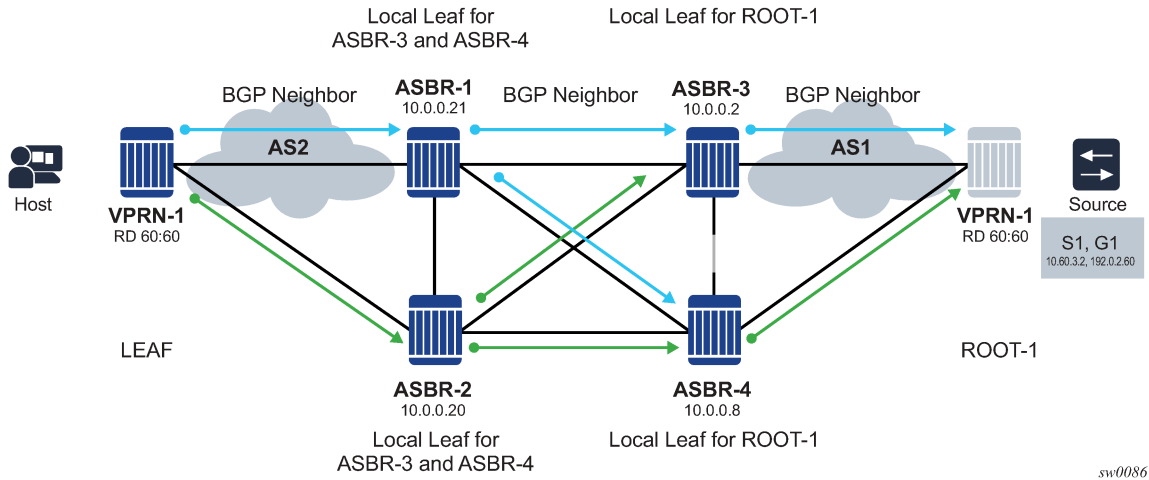 Local Leaf for
ASBR-3 and ASBR-4
Local Leaf for ROOT-1
BGP Neighbor
ASBR-1
10.0.0.21
BGP Neighbor
ASBR-3
10.0.0.2
BGP Neighbor
AS2
AS1
Host
VPRN-1
RD 60:60
VPRN-1
RD 60:60
Source
S1, G1
10.60.3.2, 192.0.2.60
LEAF
ROOT-1
ASBR-2
10.0.0.20
ASBR-4
10.0.0.8
Local Leaf for
ASBR-3 and ASBR-4
Local Leaf for ROOT-1
sw0086